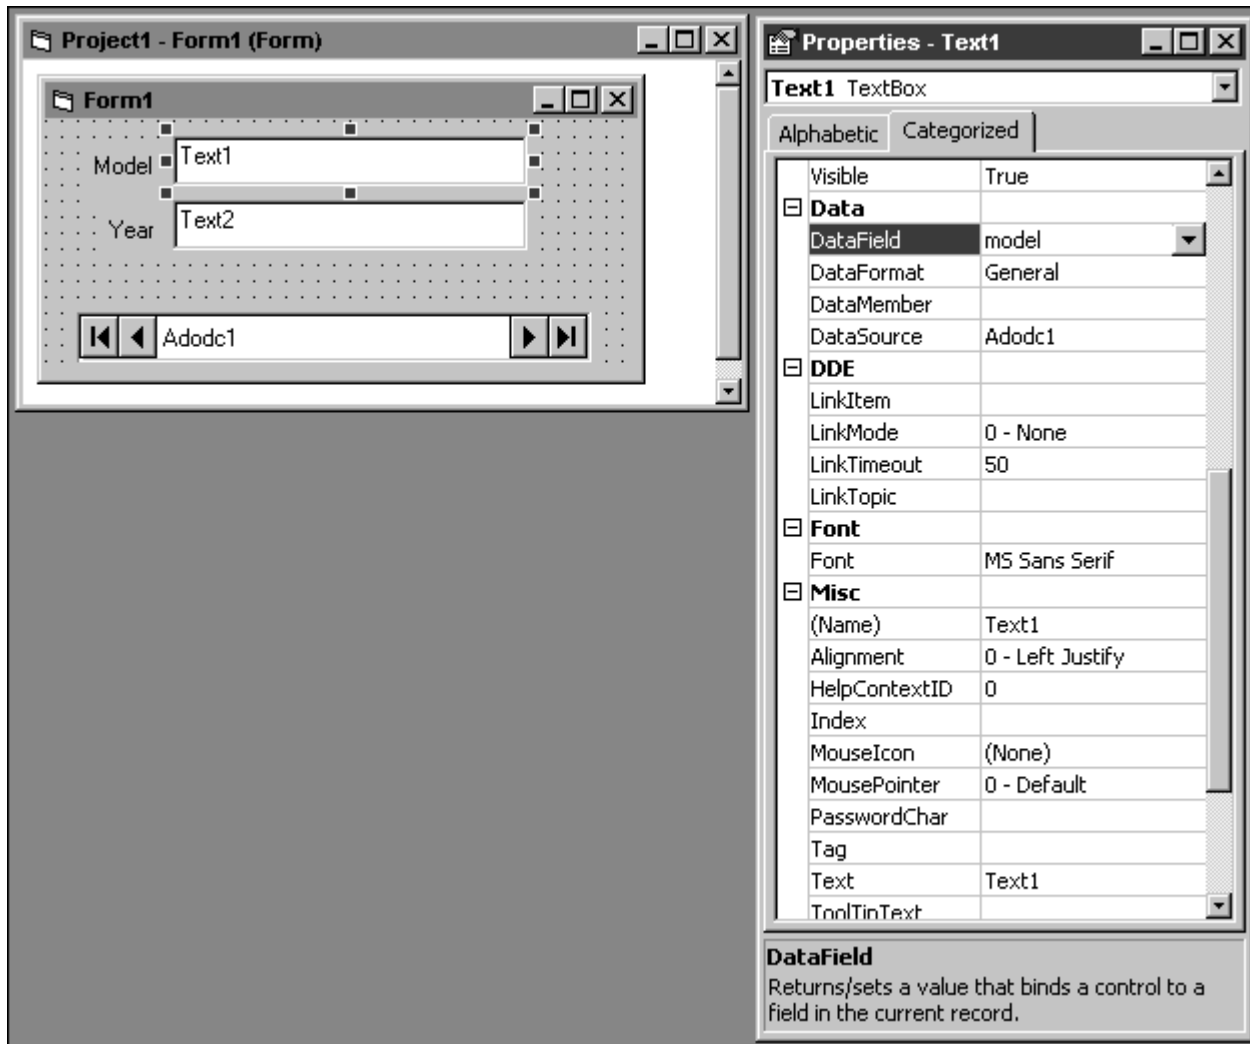 Project1 - Form1 (Form)
Form1
Model Text1
Year Text2
Adodc1
Properties - Text1
Text1 TextBox
Alphabetic Categorized
Visible True
Data
DataField model
DataFormat General
DataMember
DataSource Adodc1
DDE
LinkItem
LinkMode 0 - None
LinkTimeout 50
LinkTopic
Font
Font MS Sans Serif
Misc
(Name) Text1
Alignment 0 - Left Justify
HelpContextID 0
Index
MouseIcon (None)
MousePointer 0 - Default
PasswordChar
Tag
Text Text1
ToolTipText
DataField
Returns/sets a value that binds a control to a
field in the current record.